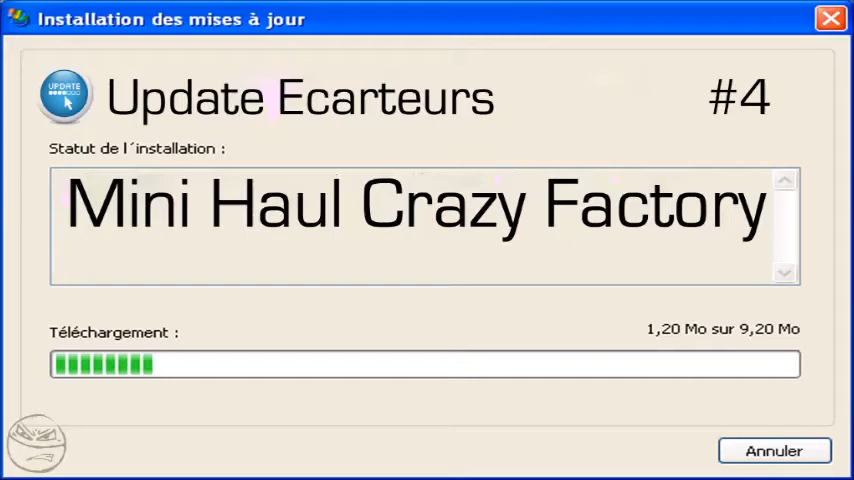 Installation des mises à jour
UPDATE
Update Ecarteurs #4
Statut de l´installation :
Mini Haul Crazy Factory
Téléchargement :
1,20 Mo sur 9,20 Mo
Annuler